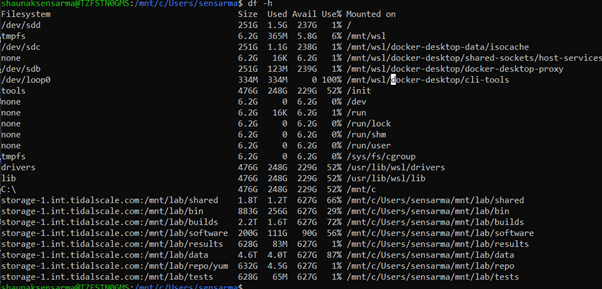 shaunaksensarma@TZFSTN0GMS:/mnt/c/Users/sensarma$ df -h
Filesystem Size Used Avail Use% Mounted on
/dev/sdd 251G 1.5G 237G 1% /
tmpfs 6.2G 365M 5.8G 6% /mnt/wsl
/dev/sdc 251G 1.1G 238G 1% /mnt/wsl/docker-desktop-data/isocache
none 6.2G 16K 6.2G 1% /mnt/wsl/docker-desktop/shared-sockets/host-services
/dev/sdb 251G 123M 239G 1% /mnt/wsl/docker-desktop/docker-desktop-proxy
/dev/loop0 334M 334M 0 100% /mnt/wsl/docker-desktop/cli-tools
tools 476G 248G 229G 52% /init
none 6.2G 0 6.2G 0% /dev
none 6.2G 16K 6.2G 1% /run
none 6.2G 0 6.2G 0% /run/lock
none 6.2G 0 6.2G 0% /run/shm
none 6.2G 0 6.2G 0% /run/user
tmpfs 6.2G 0 6.2G 0% /sys/fs/cgroup
drivers 476G 248G 229G 52% /usr/lib/wsl/drivers
lib 476G 248G 229G 52% /usr/lib/wsl/lib
C:\ 476G 248G 229G 52% /mnt/c
storage-1.int.tidalscale.com:/mnt/lab/shared 1.8T 1.2T 627G 66% /mnt/c/Users/sensarma/mnt/lab/shared
storage-1.int.tidalscale.com:/mnt/lab/bin 883G 256G 627G 29% /mnt/c/Users/sensarma/mnt/lab/bin
storage-1.int.tidalscale.com:/mnt/lab/builds 2.2T 1.6T 627G 72% /mnt/c/Users/sensarma/mnt/lab/builds
storage-1.int.tidalscale.com:/mnt/lab/software 200G 111G 90G 56% /mnt/c/Users/sensarma/mnt/lab/software
storage-1.int.tidalscale.com:/mnt/lab/results 628G 83M 627G 1% /mnt/c/Users/sensarma/mnt/lab/results
storage-1.int.tidalscale.com:/mnt/lab/data 4.6T 4.0T 627G 87% /mnt/c/Users/sensarma/mnt/lab/data
storage-1.int.tidalscale.com:/mnt/lab/repo/yum 632G 4.5G 627G 1% /mnt/c/Users/sensarma/mnt/lab/repo
storage-1.int.tidalscale.com:/mnt/lab/tests 628G 65M 627G 1% /mnt/c/Users/sensarma/mnt/lab/tests
shaunaksensarma@TZFSTN0GMS:/mnt/c/Users/sensarma$